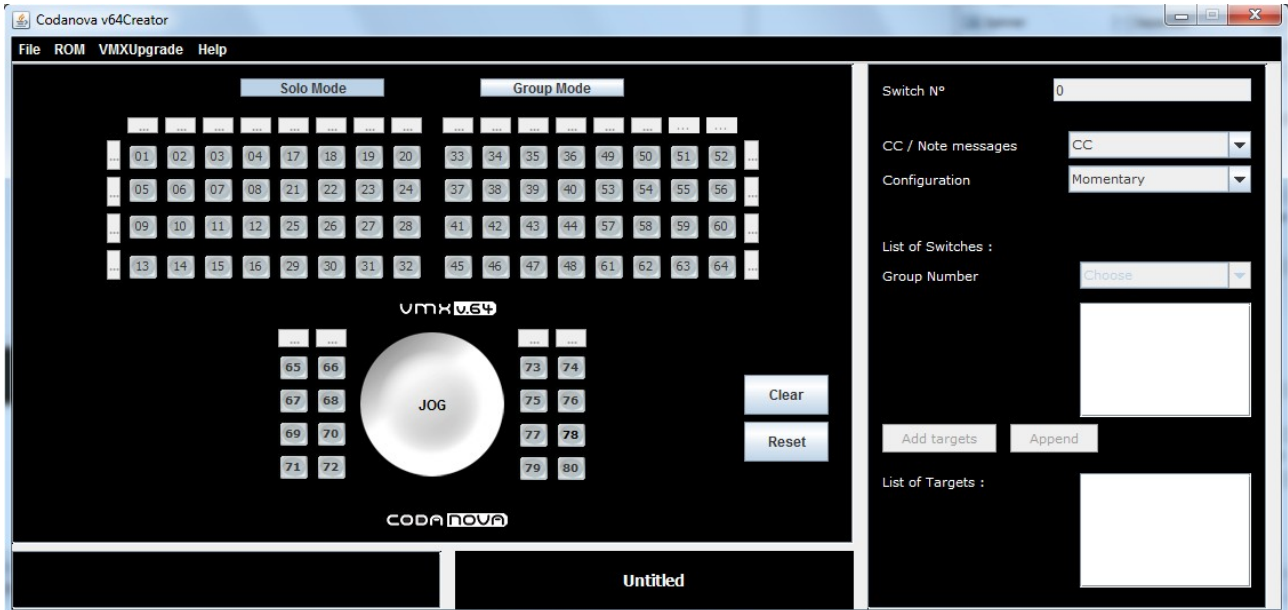 Codanova v64Creator
File ROM VMXUpgrade Help
Solo Mode Group Mode
... ... ... ... ... ... ... ... ... ... ... ... ... ... ... ...
... 01 02 03 04 17 18 19 20 33 34 35 36 49 50 51 52 ...
... 05 06 07 08 21 22 23 24 37 38 39 40 53 54 55 56 ...
... 09 10 11 12 25 26 27 28 41 42 43 44 57 58 59 60 ...
... 13 14 15 16 29 30 31 32 45 46 47 48 61 62 63 64 ...
VMX V.64
... ... ... ...
65 66 73 74
67 68 JOG 75 76
69 70 77 78
71 72 79 80
Clear
Reset
CODANOVA
Untitled
Switch N° 0
CC / Note messages CC
Configuration Momentary
List of Switches :
Group Number Choose
Add targets Append
List of Targets :